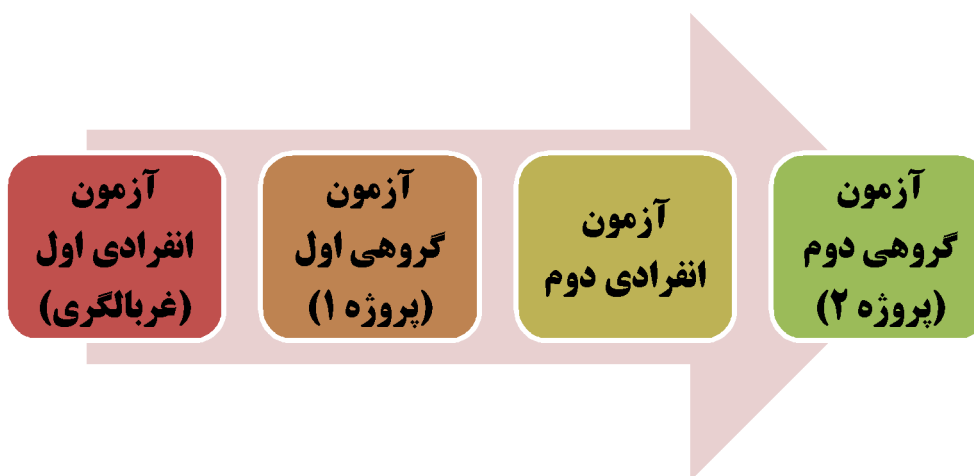 آزمون
انفرادی اول
(غربالگری)
آزمون
گروهی اول
(پروژه ۱)
آزمون
انفرادی دوم
آزمون
گروهی دوم
(پروژه ۲)